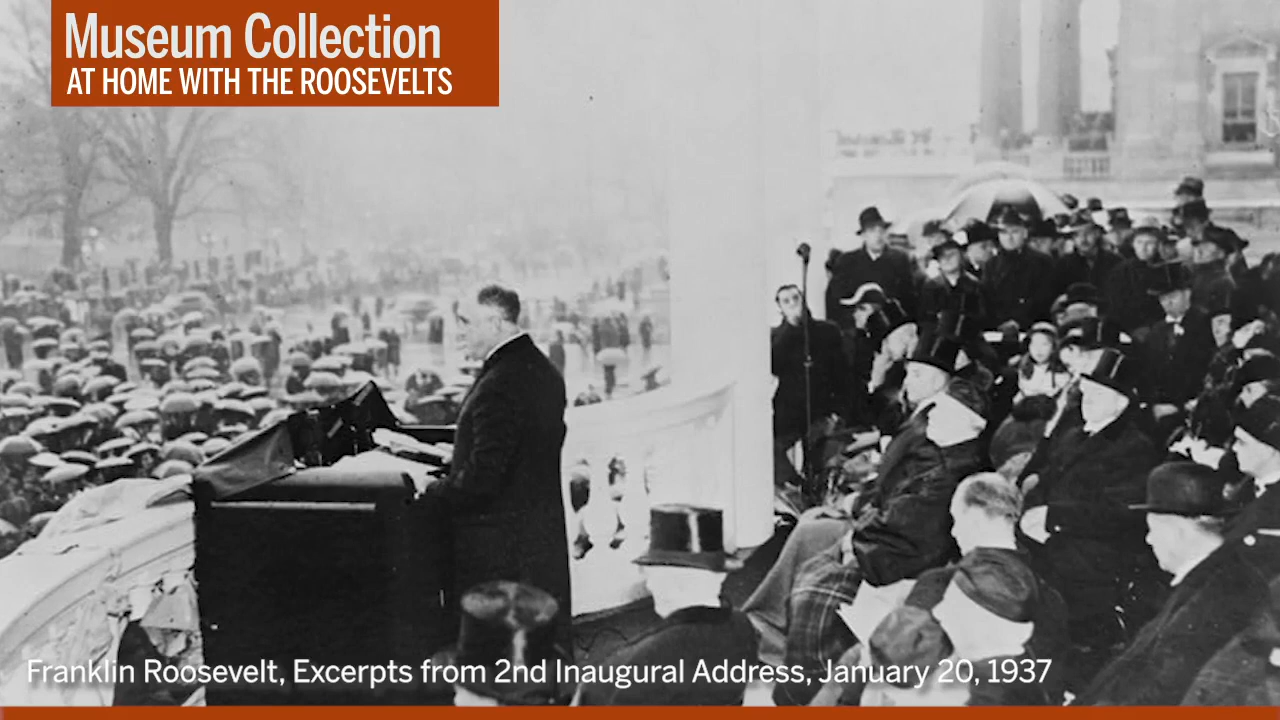 Museum Collection
AT HOME WITH THE ROOSEVELTS
Franklin Roosevelt, Excerpts from 2nd Inaugural Address, January 20, 1937